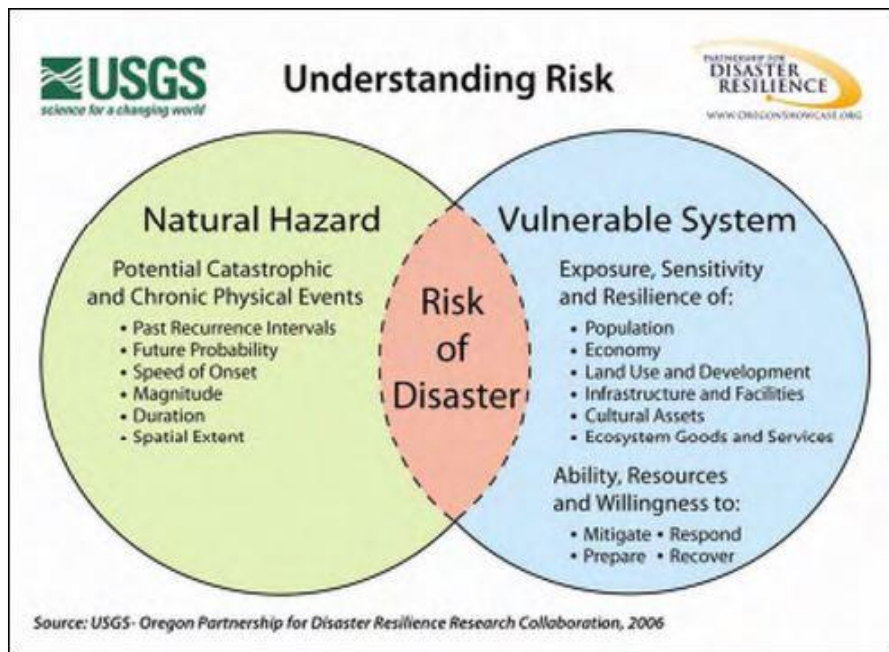 USGS
science for a changing world
Understanding Risk
PARTNERSHIP FOR
DISASTER
RESILIENCE
WWW.OREGONSHOWCASE.ORG
Natural Hazard
Potential Catastrophic
and Chronic Physical Events
• Past Recurrence Intervals
• Future Probability
• Speed of Onset
• Magnitude
• Duration
• Spatial Extent
Risk
of
Disaster
Vulnerable System
Exposure, Sensitivity
and Resilience of:
• Population
• Economy
• Land Use and Development
• Infrastructure and Facilities
• Cultural Assets
• Ecosystem Goods and Services
Ability, Resources
and Willingness to:
• Mitigate • Respond
• Prepare • Recover
Source: USGS- Oregon Partnership for Disaster Resilience Research Collaboration, 2006